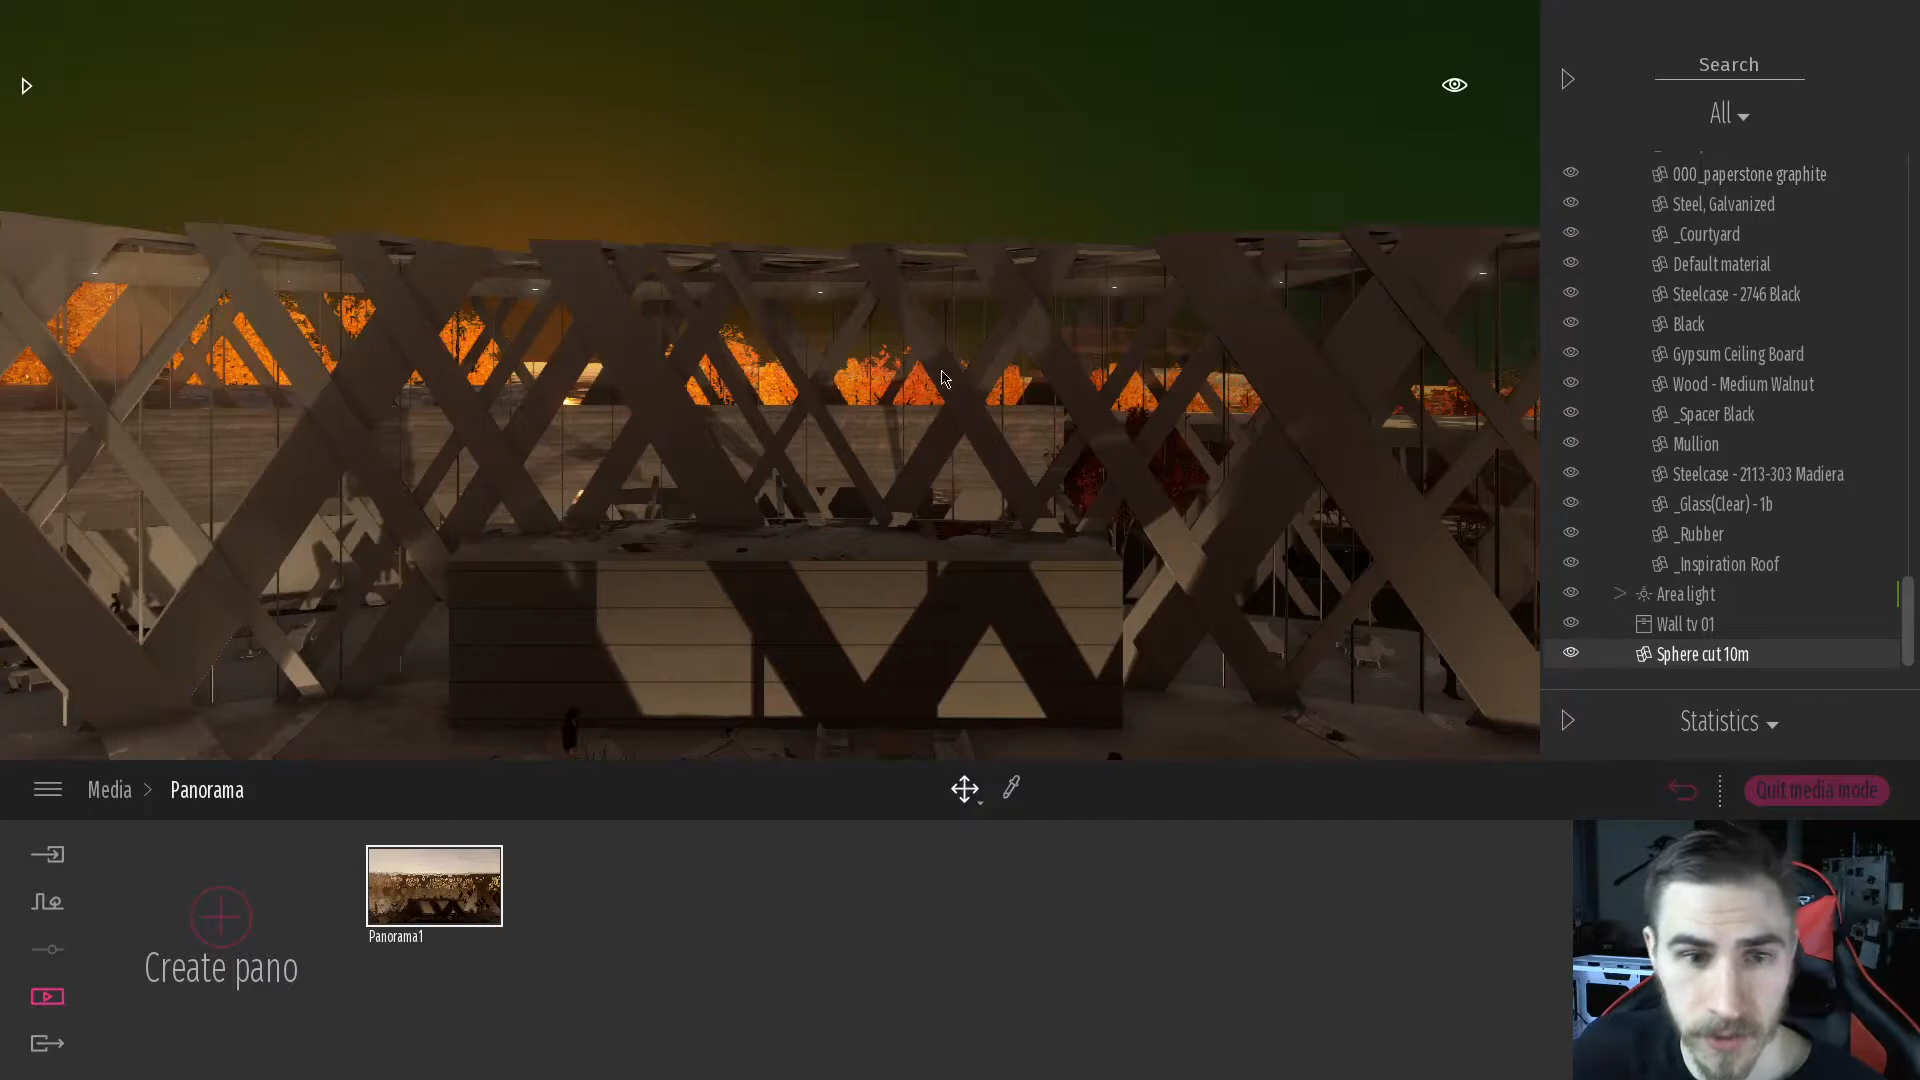 Search
All
000_paperstone graphite
Steel, Galvanized
_Courtyard
Default material
Steelcase - 2746 Black
Black
Gypsum Ceiling Board
Wood - Medium Walnut
_Spacer Black
Mullion
Steelcase - 2113-303 Madiera
_Glass(Clear) - 1b
_Rubber
_Inspiration Roof
> Area light
Wall tv 01
Sphere cut 10m
Statistics
Media > Panorama
Quit media mode
Create pano
Panorama1